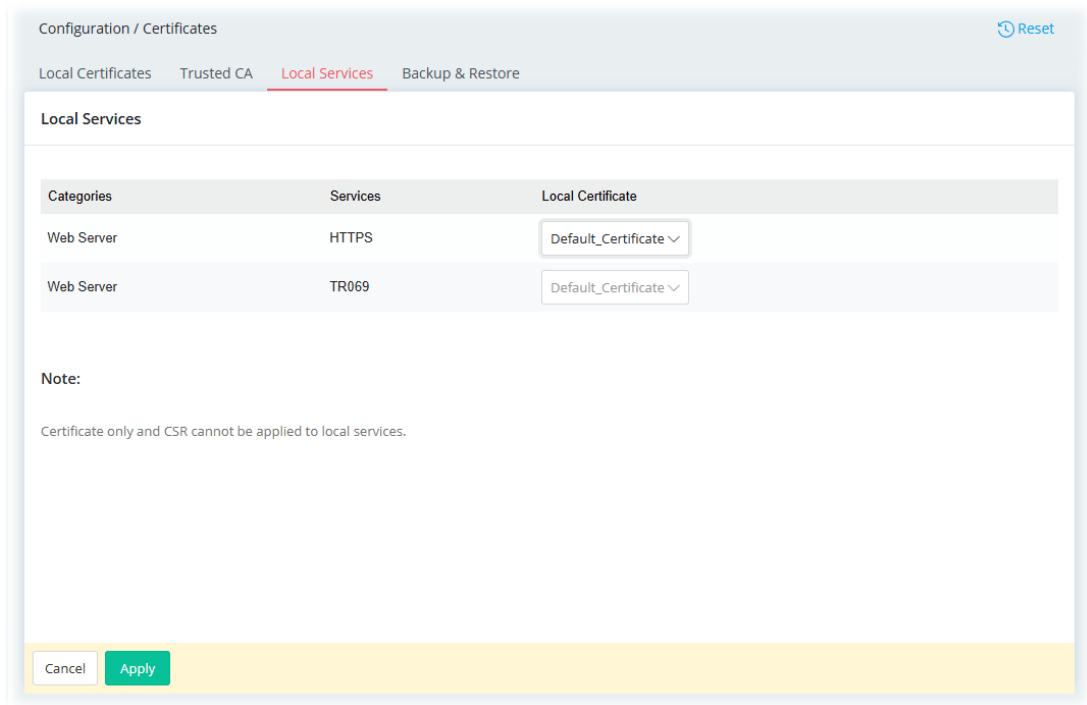 Configuration / Certificates
Reset
Local Certificates Trusted CA Local Services Backup & Restore
Local Services
Categories Services Local Certificate
Web Server HTTPS Default_Certificate
Web Server TR069 Default_Certificate
Note:
Certificate only and CSR cannot be applied to local services.
Cancel Apply